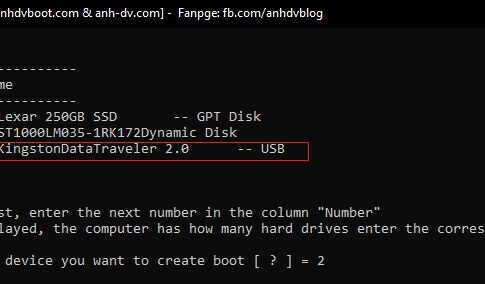 nhdvboot.com & anh-dv.com] - Fanpge: fb.com/anhdvblog
-----------
me
-----------
Lexar 250GB SSD -- GPT Disk
ST1000LM035-1RK172Dynamic Disk
KingstonDataTraveler 2.0 -- USB
st, enter the next number in the column "Number"
layed, the computer has how many hard drives enter the corres
device you want to create boot [ ? ] = 2